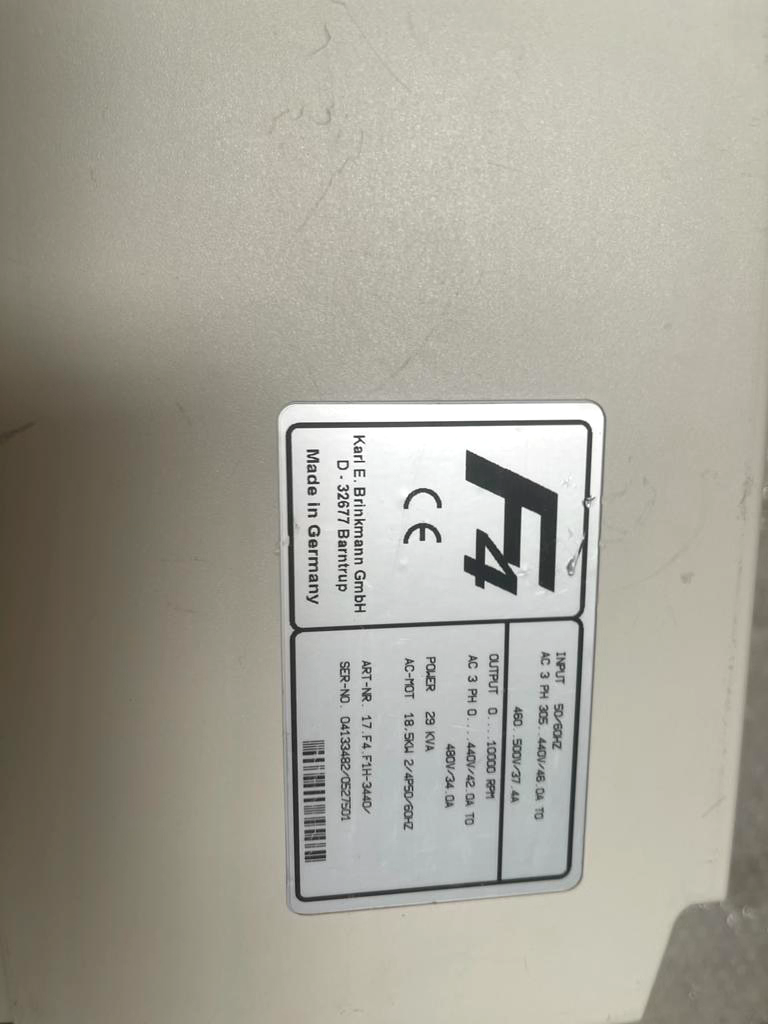 F4
CE
Karl E. Brinkmann GmbH
D - 32677 Barntrup
Made in Germany
INPUT 50/60HZ
AC 3 PH 305..440V/46.0A TO
460..500V/37.4A
OUTPUT 0....10000 RPM
AC 3 PH 0....440V/42.0A TO
480V/34.0A
POWER 29 KVA
AC-MOT 18.5KW 2/4P50/60HZ
ART-NR. 17.F4.F1H-3440/
SER-NO. 04133482/0527501